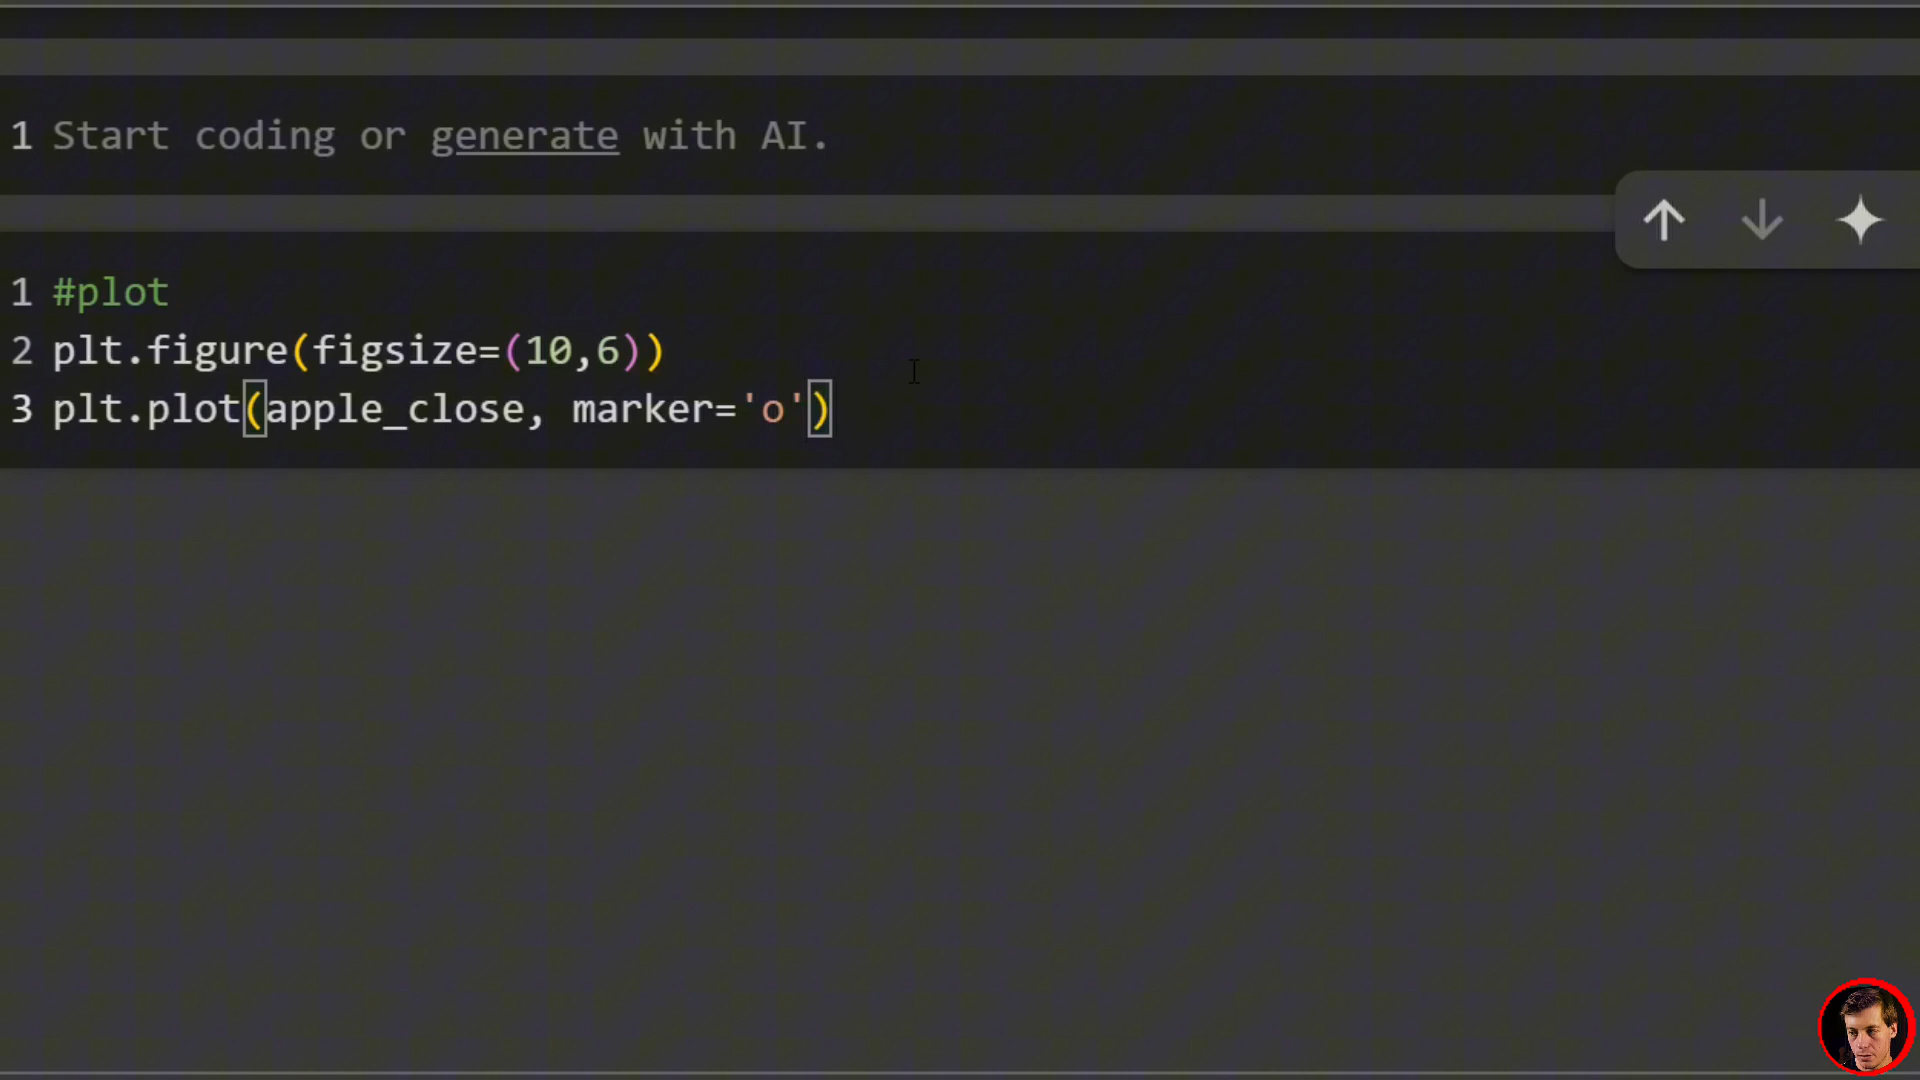 1 Start coding or generate with AI.
1 #plot
2 plt.figure(figsize=(10,6))
3 plt.plot(apple_close, marker='o')